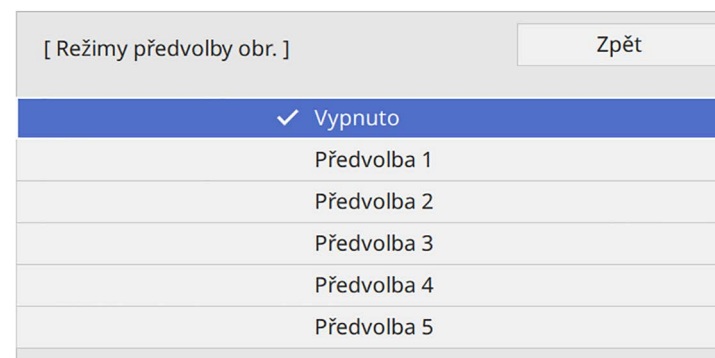 [ Režimy předvolby obr. ]
Zpět
Vypnuto
Předvolba 1
Předvolba 2
Předvolba 3
Předvolba 4
Předvolba 5